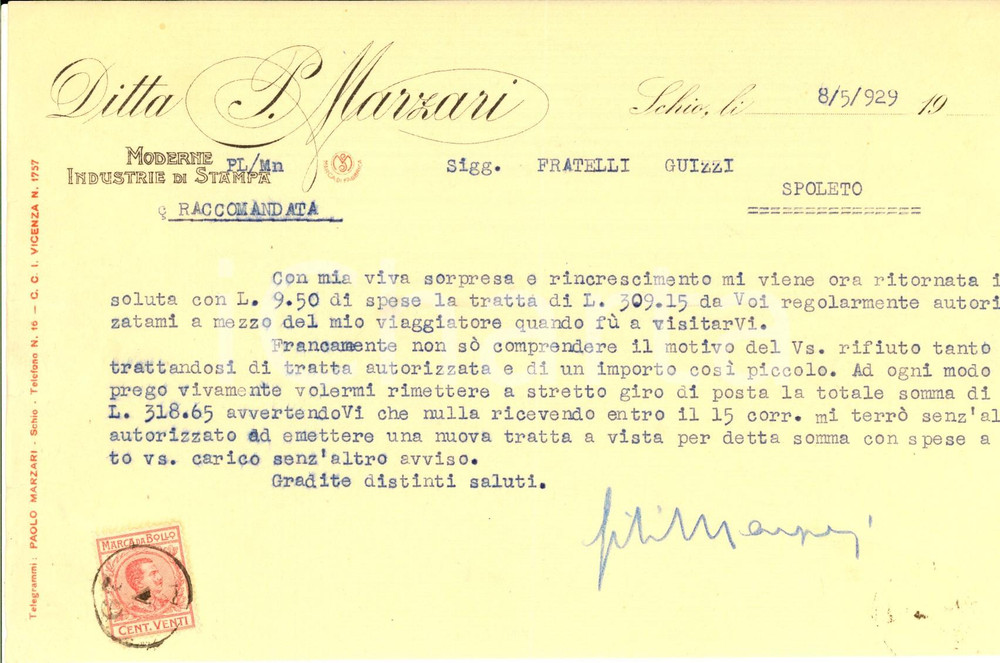 Ditta P. Marzari
Schio, li 8/5/929 19
MODERNE
INDUSTRIE DI STAMPA
PL/Mn
Sigg. FRATELLI GUIZZI
SPOLETO
RACCOMANDATA
Con mia viva sorpresa e rincrescimento mi viene ora ritornata i
soluta con L. 9.50 di spese la tratta di L. 309.15 da Voi regolarmente autori
zatami a mezzo del mio viaggiatore quando fù a visitarVi.
Francamente non sò comprendere il motivo del Vs. rifiuto tanto
trattandosi di tratta autorizzata e di un importo così piccolo. Ad ogni modo
prego vivamente volermi rimettere a stretto giro di posta la totale somma di
L. 318.65 avvertendoVi che nulla ricevendo entro il 15 corr. mi terrò senz'al
autorizzato ad emettere una nuova tratta a vista per detta somma con spese a
to vs. carico senz'altro avviso.
Gradite distinti saluti.
Telegrammi: PAOLO MARZARI - Schio - Telefono N. 16 - C. C. I. VICENZA N. 1757
MARCA DA BOLLO
CENT. VENTI